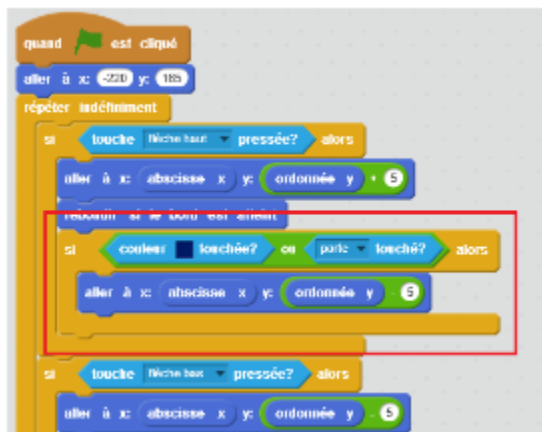 quand est cliqué
aller à x: -220 y: 185
répéter indéfiniment
si touche flèche haut pressée? alors
aller à x: abscisse x y: ordonnée y + 5
rebondir si le bord est atteint
si couleur touchée? ou porte touché? alors
aller à x: abscisse x y: ordonnée y - 5
si touche flèche bas pressée? alors
aller à x: abscisse x y: ordonnée y - 5